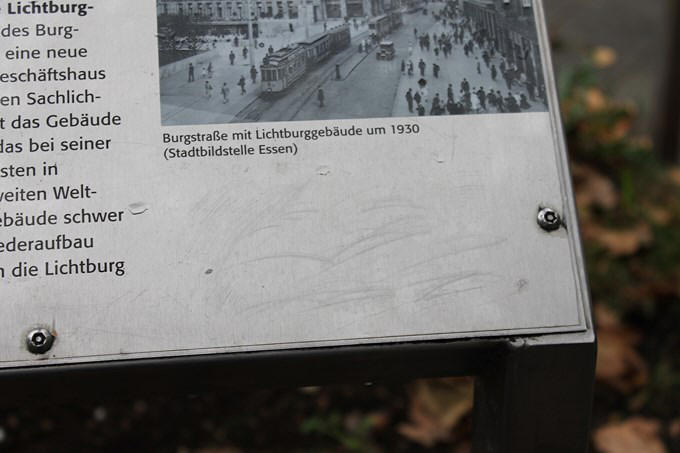 Lichtburg-
des Burg-
eine neue
eschäftshaus
en Sachlich-
t das Gebäude
das bei seiner
sten in
weiten Welt-
ebäude schwer
ederaufbau
n die Lichtburg
Burgstraße mit Lichtburggebäude um 1930
(Stadtbildstelle Essen)